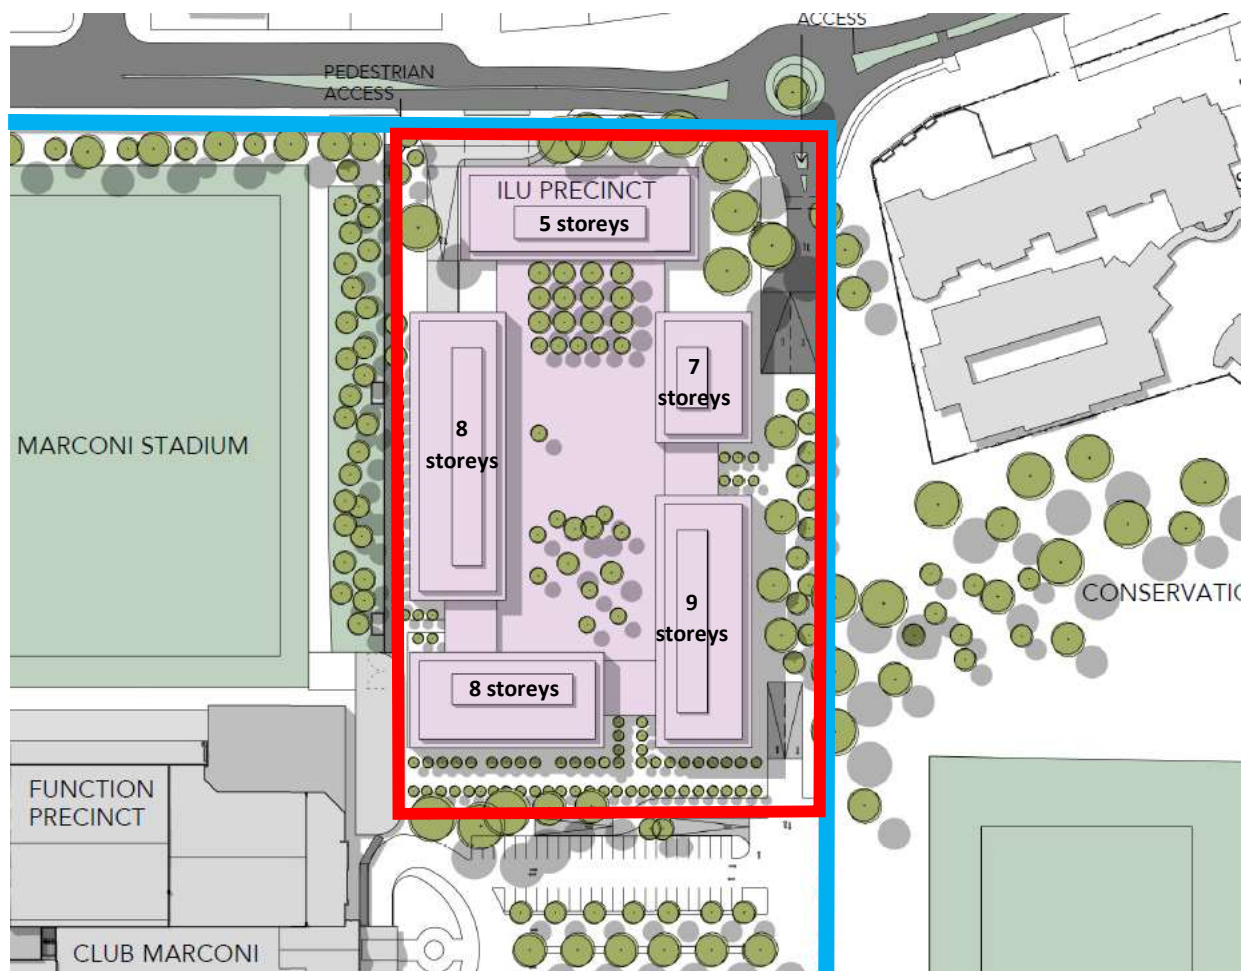 ACCESS
PEDESTRIAN
ACCESS
ILU PRECINCT
5 storeys
7
storeys
8
storeys
MARCONI STADIUM
9
storeys
CONSERVATIO
8 storeys
FUNCTION
PRECINCT
CLUB MARCONI